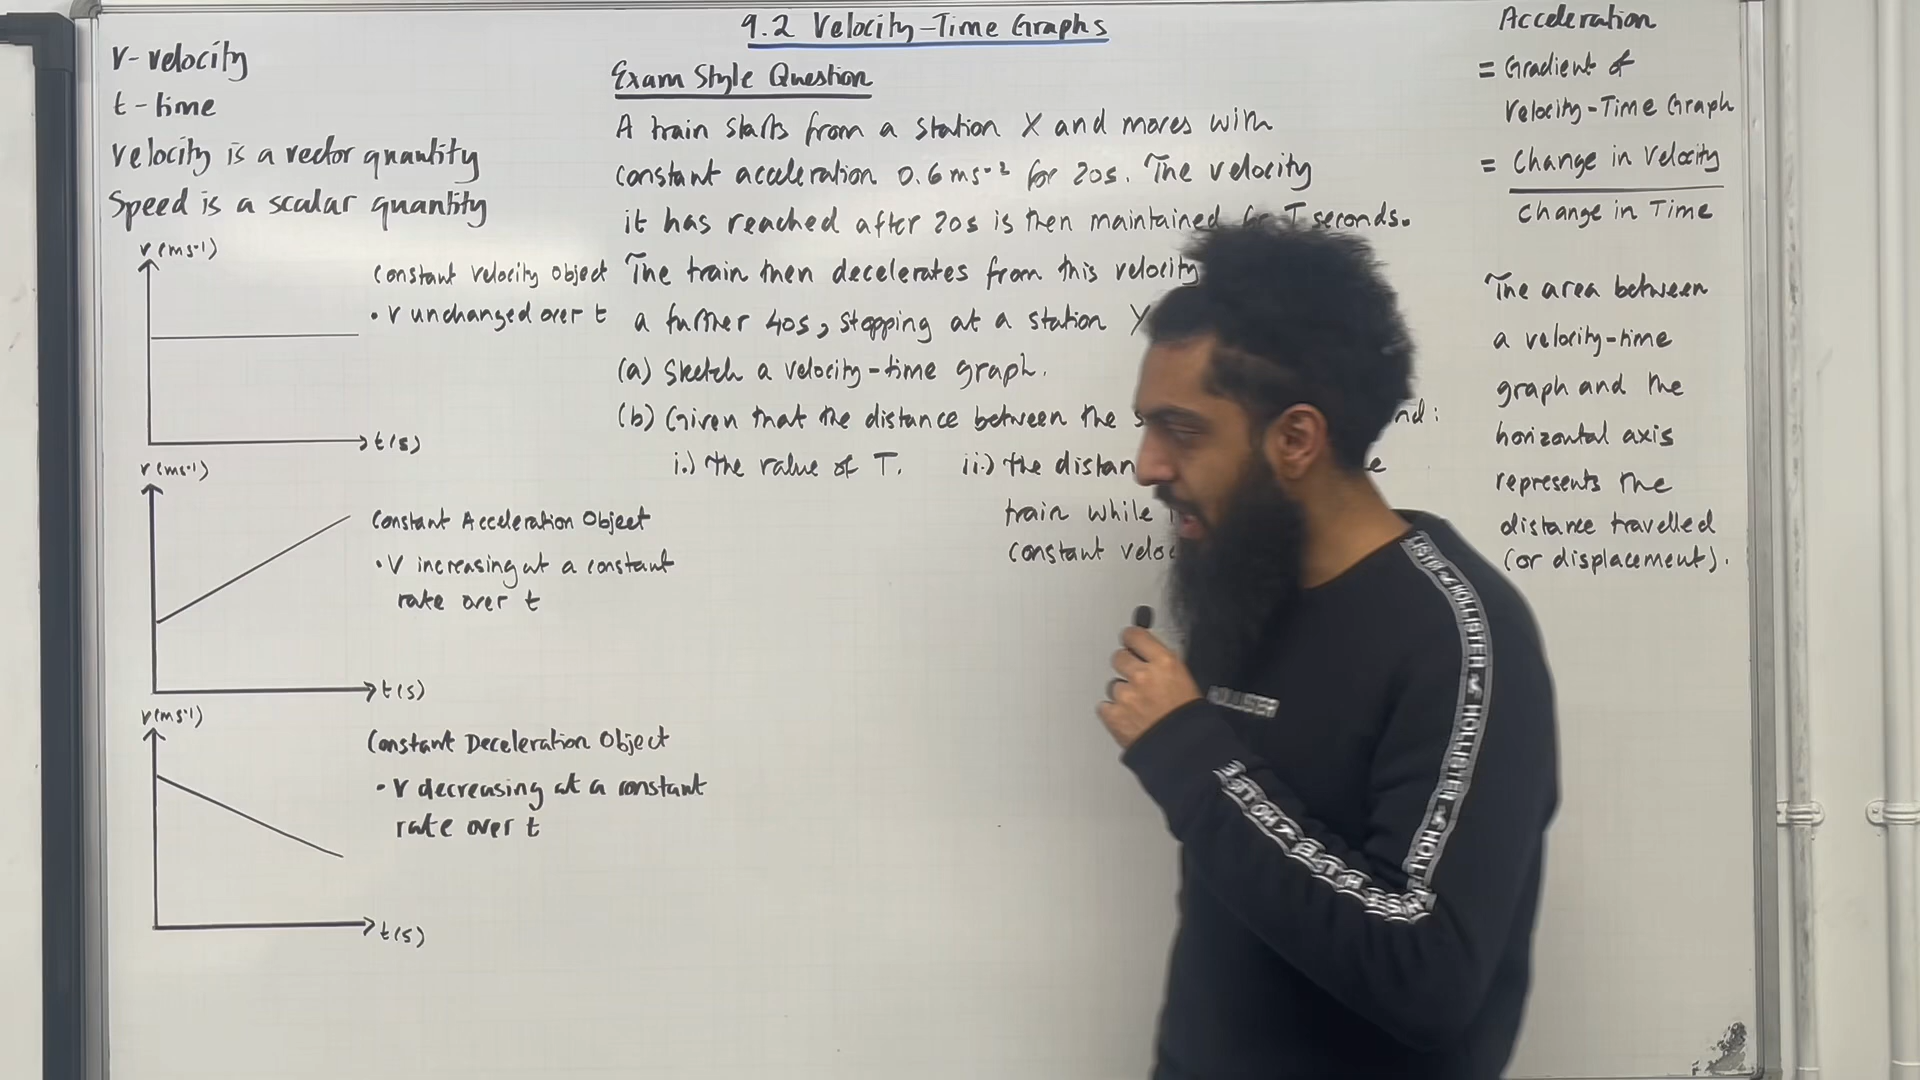 9.2 Velocity-Time Graphs
v-velocity
t-time
Velocity is a vector quantity
Speed is a scalar quantity
v(ms⁻¹)
Constant Velocity Object
• v unchanged over t
t(s)
v(ms⁻¹)
Constant Acceleration Object
• v increasing at a constant
rate over t
t(s)
v(ms⁻¹)
Constant Deceleration Object
• v decreasing at a constant
rate over t
t(s)
Exam Style Question
A train starts from a station X and moves with
constant acceleration 0.6ms⁻² for 20s. The velocity
it has reached after 20s is then maintained T seconds.
The train then decelerates from this velocity
a further 40s, stopping at a station Y
(a) Sketch a velocity-time graph.
(b) Given that the distance between the
i.) the value of T. ii.) the
train while
constant
Acceleration
= Gradient of
Velocity-Time Graph
= Change in Velocity
Change in Time
The area between
a velocity-time
graph and the
horizontal axis
represents the
distance travelled
(or displacement).
HOLLISTER